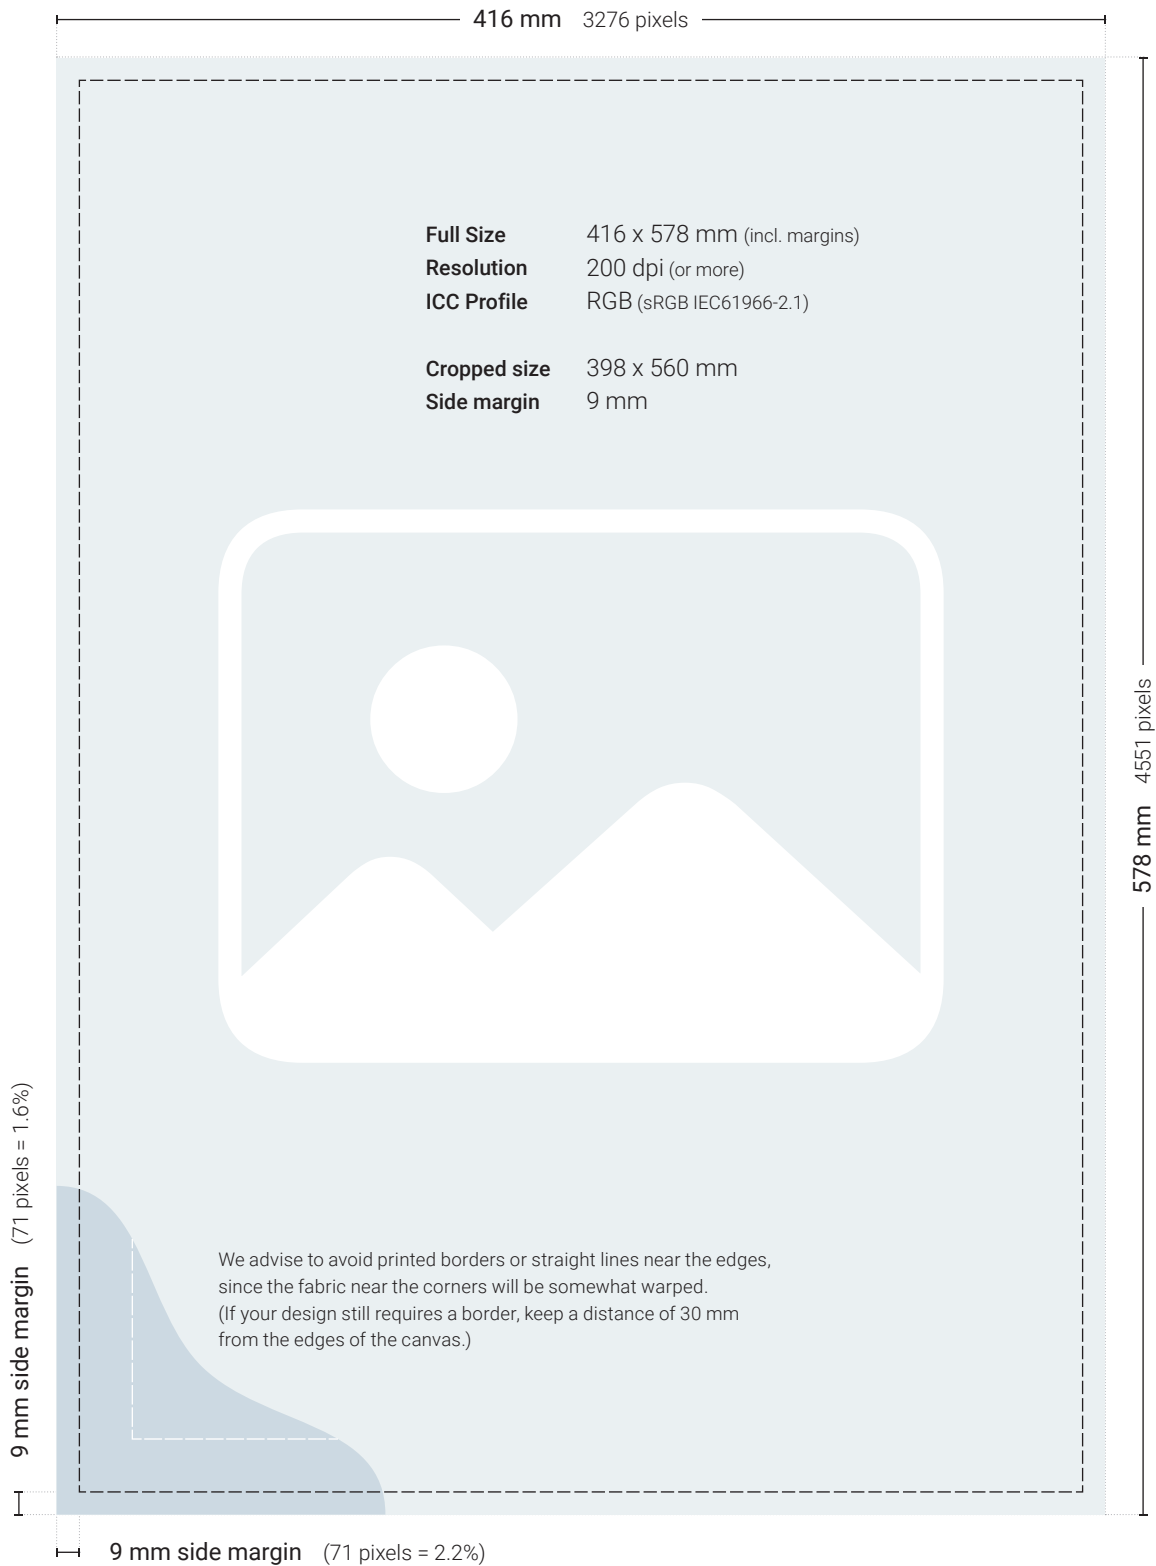 416 mm 3276 pixels
Full Size 416 x 578 mm (incl. margins)
Resolution 200 dpi (or more)
ICC Profile RGB (sRGB IEC61966-2.1)
Cropped size 398 x 560 mm
Side margin 9 mm
578 mm 4551 pixels
9 mm side margin (71 pixels = 1.6%)
We advise to avoid printed borders or straight lines near the edges,
since the fabric near the corners will be somewhat warped.
(If your design still requires a border, keep a distance of 30 mm
from the edges of the canvas.)
9 mm side margin (71 pixels = 2.2%)